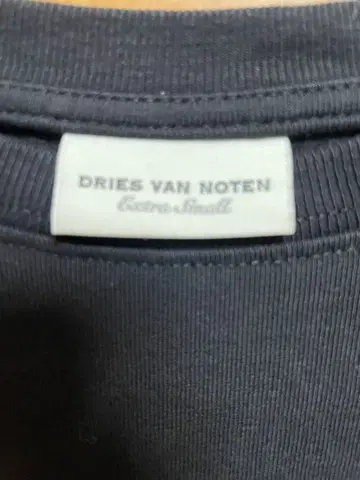 DRIES VAN NOTEN
Extra Small